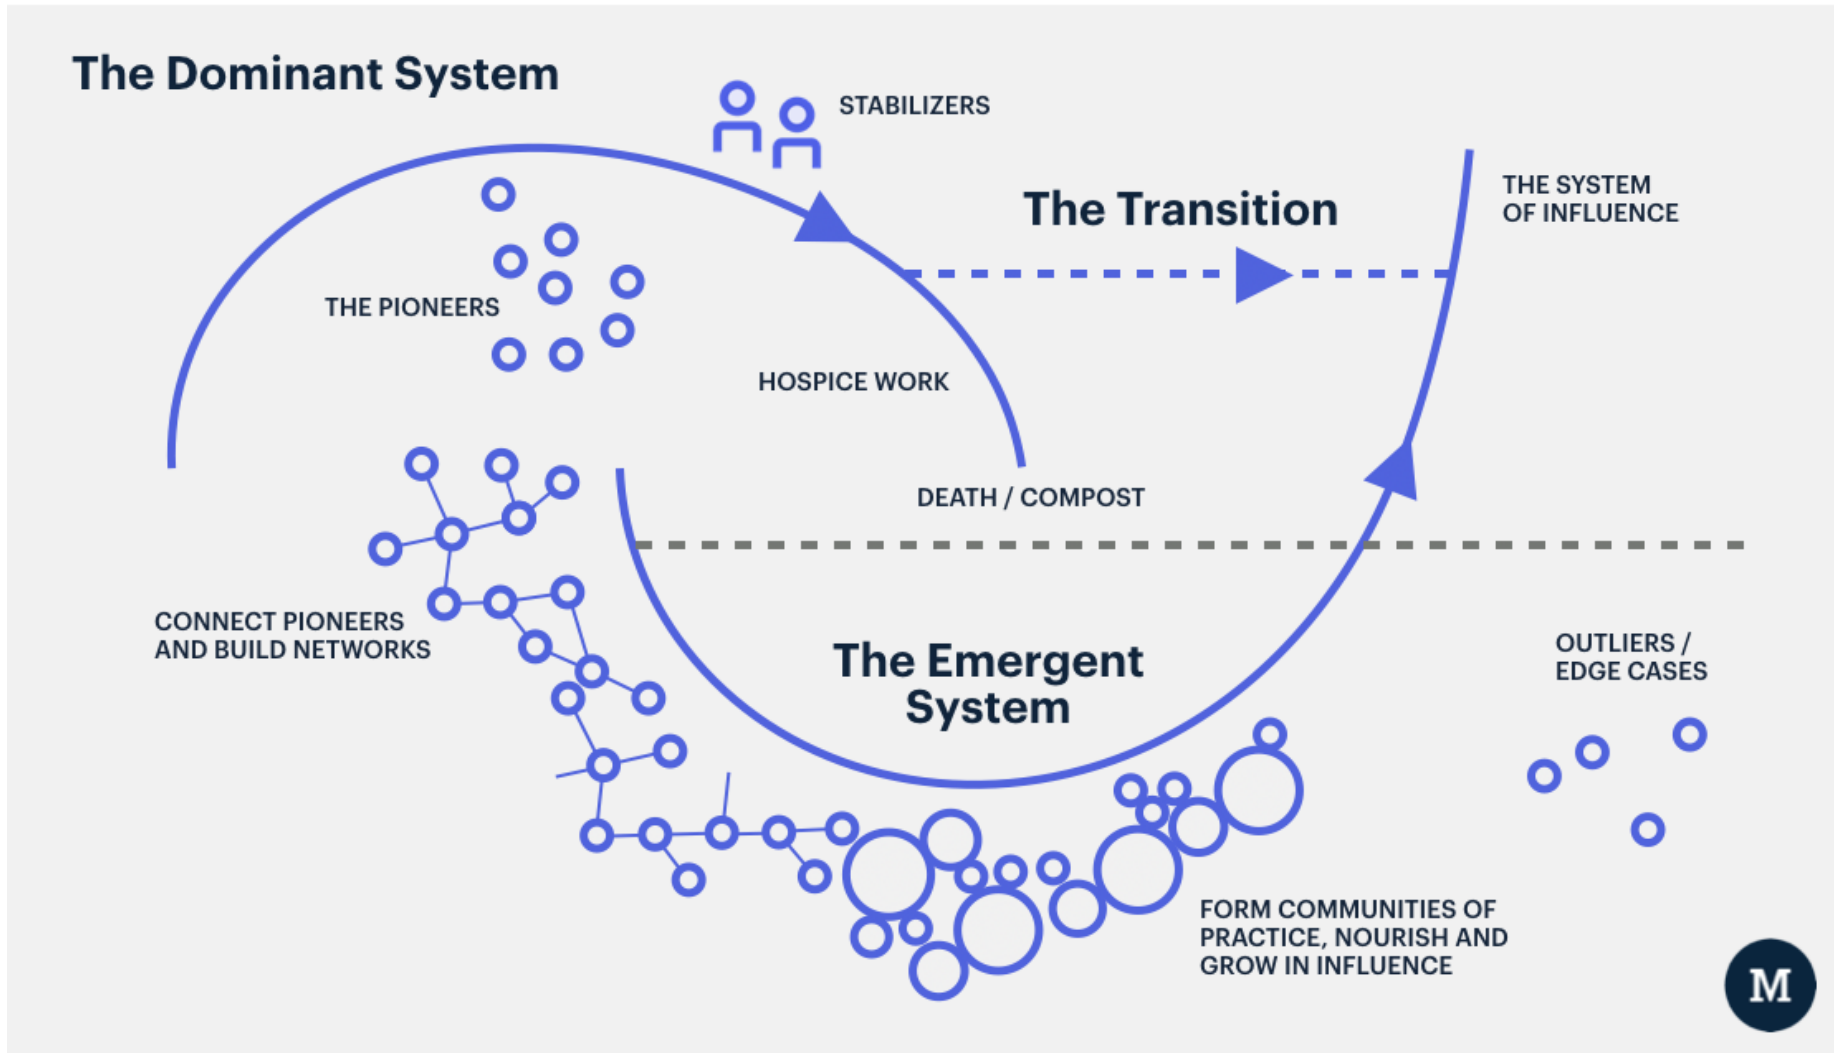 The Dominant System
STABILIZERS
The Transition
THE SYSTEM
OF INFLUENCE
THE PIONEERS
HOSPICE WORK
DEATH / COMPOST
CONNECT PIONEERS
AND BUILD NETWORKS
The Emergent
System
OUTLIERS /
EDGE CASES
FORM COMMUNITIES OF
PRACTICE, NOURISH AND
GROW IN INFLUENCE
M